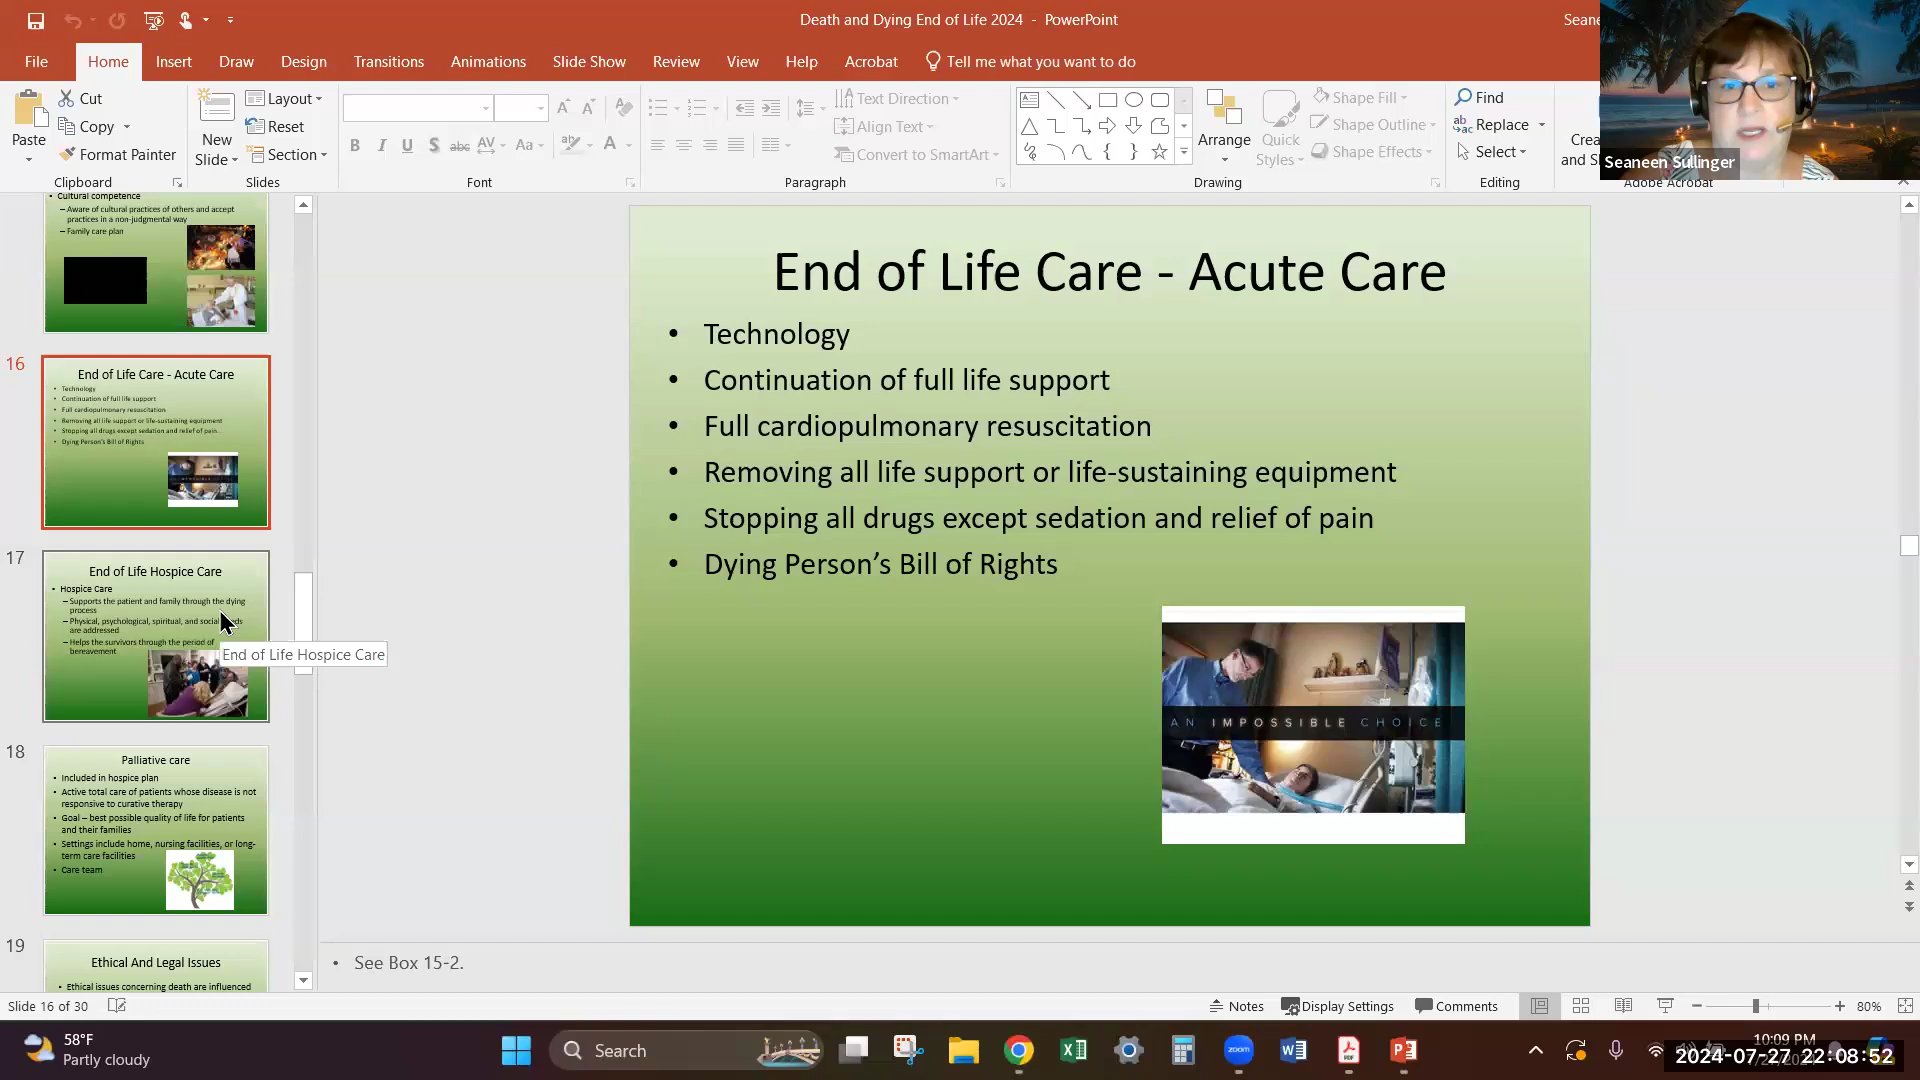 Death and Dying End of Life 2024 - PowerPoint
Seane
File
Home
Insert
Draw
Design
Transitions
Animations
Slide Show
Review
View
Help
Acrobat
Tell me what you want to do
Paste
Cut
Copy
Format Painter
Clipboard
New
Slide
Layout
Reset
Section
Slides
Font
Text Direction
Align Text
Convert to SmartArt
Paragraph
Arrange
Quick
Styles
Shape Fill
Shape Outline
Shape Effects
Drawing
Find
Replace
Select
Editing
Crea
and S
Adobe Acrobat
Seaneen Sullinger
Cultural competence
– Aware of cultural practices of others and accept
practices in a non-judgmental way
– Family care plan
16
End of Life Care - Acute Care
• Technology
• Continuation of full life support
• Full cardiopulmonary resuscitation
• Removing all life support or life-sustaining equipment
• Stopping all drugs except sedation and relief of pain
• Dying Person's Bill of Rights
17
End of Life Hospice Care
• Hospice Care
– Supports the patient and family through the dying
process
– Physical, psychological, spiritual, and social
are addressed
– Helps the survivors through the period of
bereavement
End of Life Hospice Care
18
Palliative care
• Included in hospice plan
• Active total care of patients whose disease is not
responsive to curative therapy
• Goal – best possible quality of life for patients
and their families
• Settings include home, nursing facilities, or long-
term care facilities
• Care team
19
Ethical And Legal Issues
• Ethical issues concerning death are influenced
End of Life Care - Acute Care
• Technology
• Continuation of full life support
• Full cardiopulmonary resuscitation
• Removing all life support or life-sustaining equipment
• Stopping all drugs except sedation and relief of pain
• Dying Person’s Bill of Rights
AN IMPOSSIBLE CHOICE
• See Box 15-2.
Slide 16 of 30
Notes
Display Settings
Comments
80%
58°F
Partly cloudy
Search
zoom
10:09 PM
2024-07-27 22:08:52